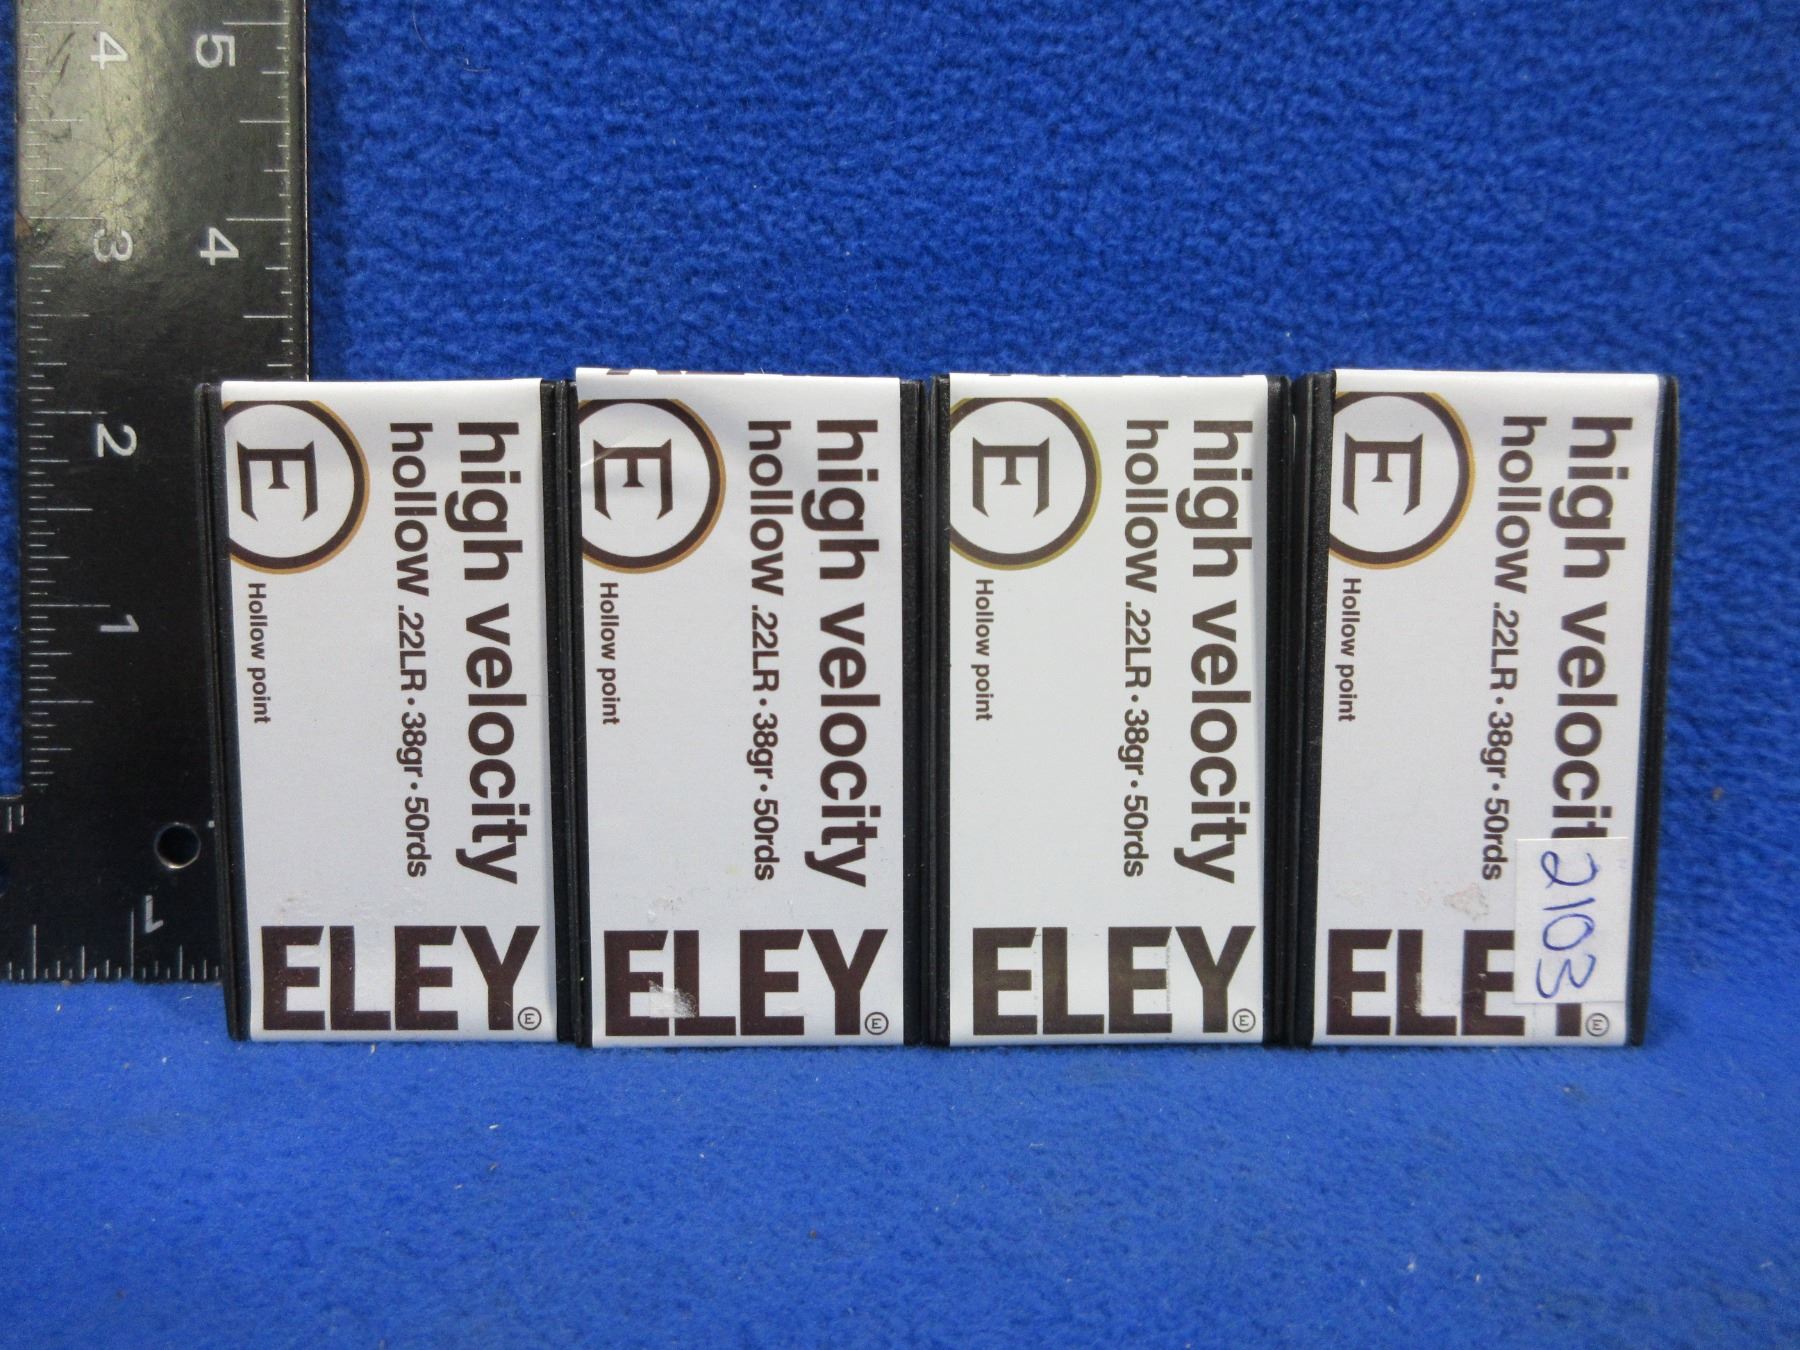 4 5
3 4
2
1
1
high velocity
hollow .22LR • 38gr • 50rds
E
Hollow point
ELEY
E
high velocity
hollow .22LR • 38gr • 50rds
E
Hollow point
ELEY
E
high velocity
hollow .22LR • 38gr • 50rds
E
Hollow point
ELEY
E
high velocit
hollow .22LR • 38gr • 50rds
E
Hollow point
ELEY
E
2103